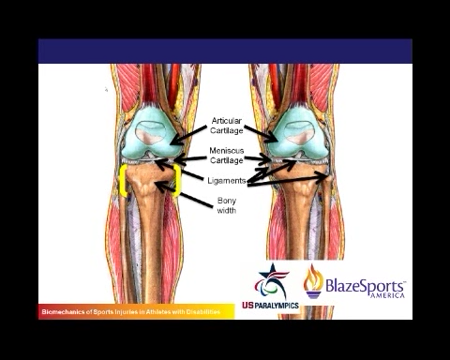 Articular
Cartilage
Meniscus
Cartilage
Ligaments
Bony
width
US PARALYMPICS
BlazeSports
AMERICA
Biomechanics of Sports Injuries in Athletes with Disabilities